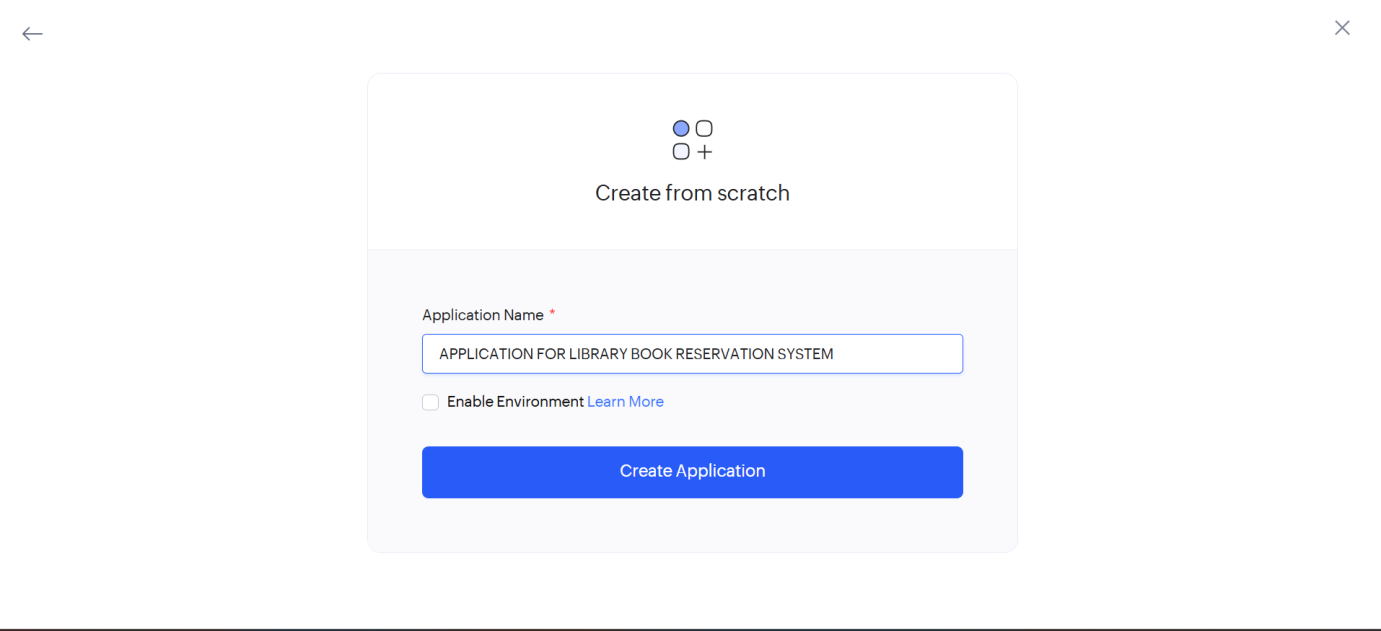 Create from scratch
Application Name *
APPLICATION FOR LIBRARY BOOK RESERVATION SYSTEM
Enable Environment Learn More
Create Application